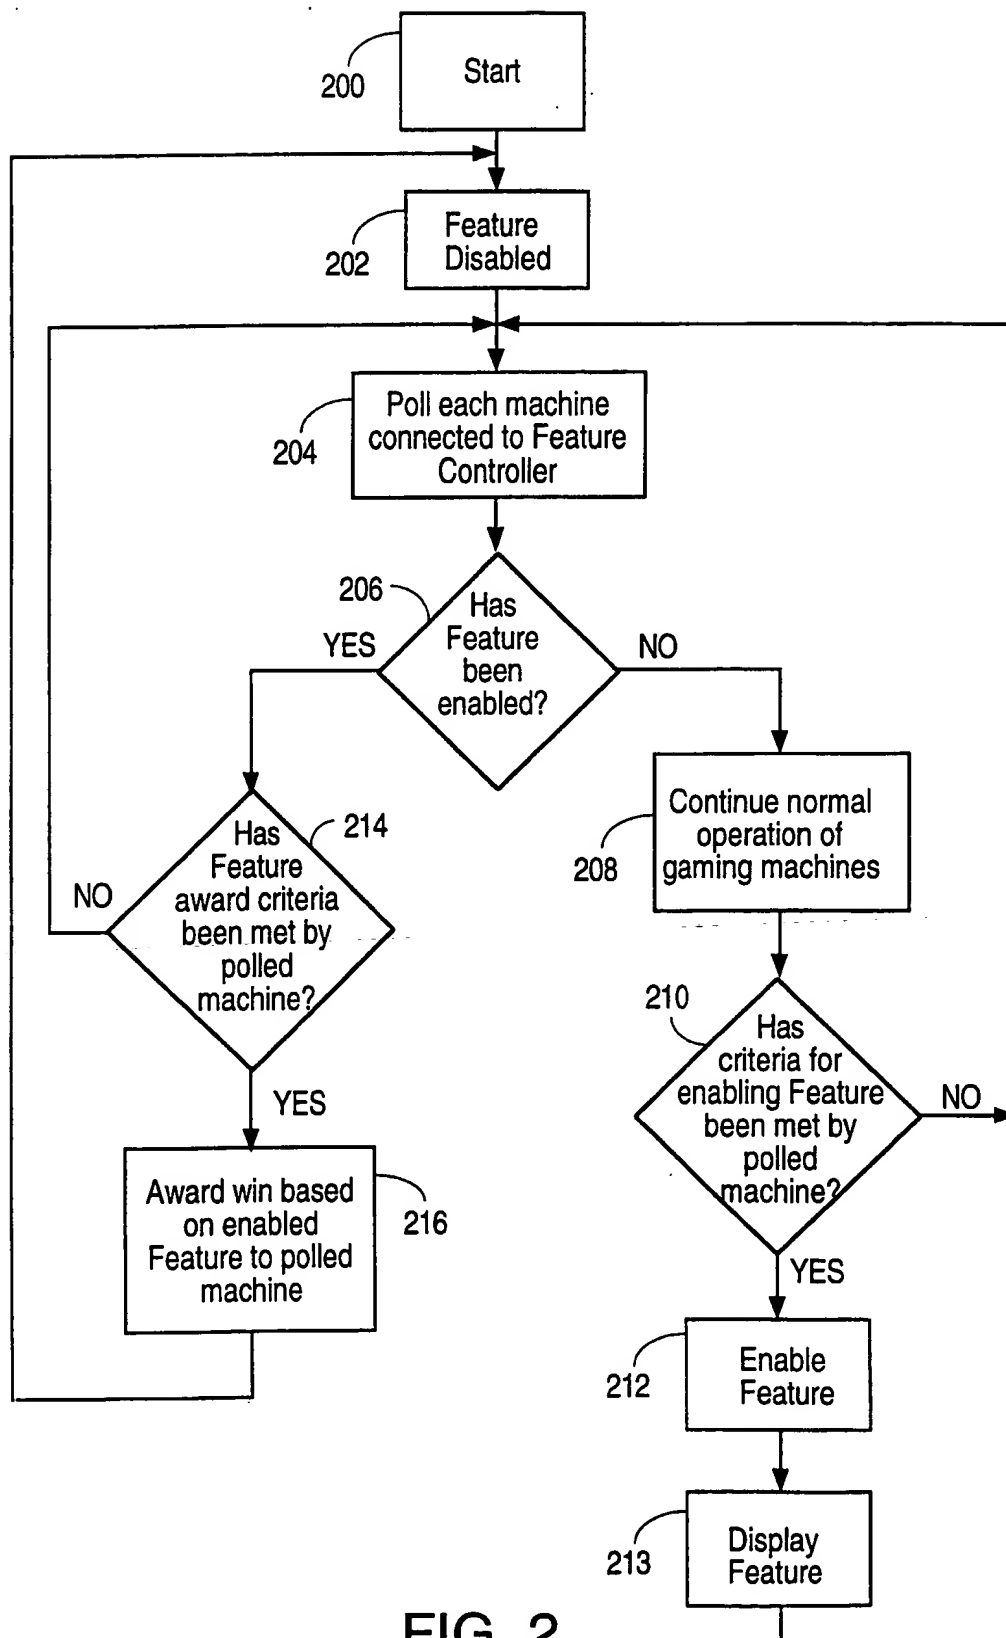 Start
200
Feature
Disabled
202
Poll each machine
connected to Feature
Controller
204
206
Has
Feature
been
enabled?
YES
NO
Continue normal
operation of
gaming machines
208
214
Has
Feature
award criteria
been met by
polled
machine?
NO
YES
210
Has
criteria for
enabling Feature
been met by
polled
machine?
NO
YES
Award win based
on enabled
Feature to polled
machine
216
Enable
Feature
212
Display
Feature
213
FIG. 2